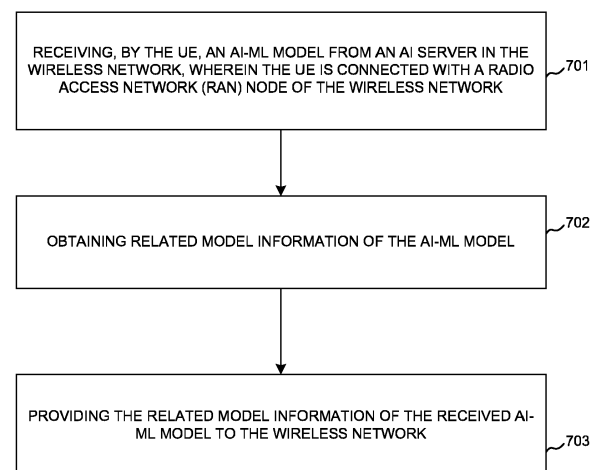 RECEIVING, BY THE UE, AN AI-ML MODEL FROM AN AI SERVER IN THE
WIRELESS NETWORK, WHEREIN THE UE IS CONNECTED WITH A RADIO
ACCESS NETWORK (RAN) NODE OF THE WIRELESS NETWORK
701
OBTAINING RELATED MODEL INFORMATION OF THE AI-ML MODEL
702
PROVIDING THE RELATED MODEL INFORMATION OF THE RECEIVED AI-
ML MODEL TO THE WIRELESS NETWORK
703